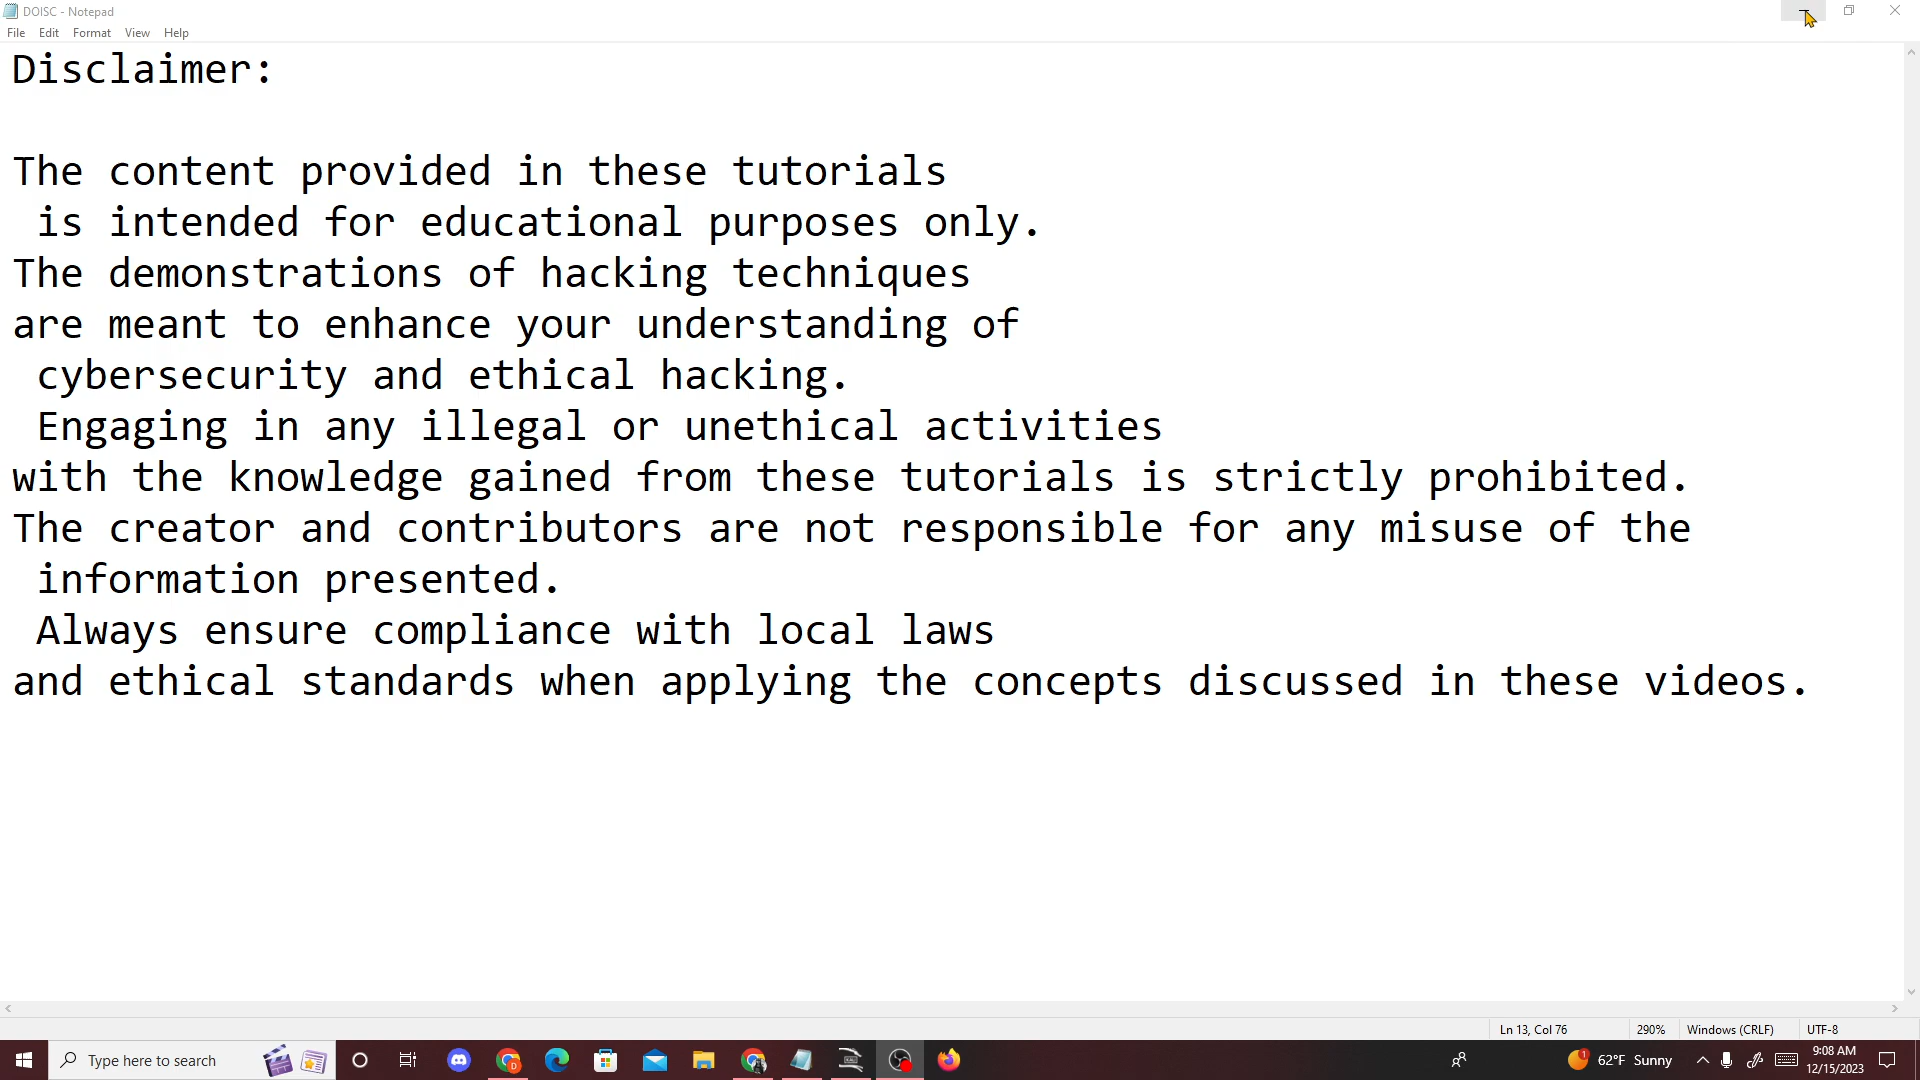 DOISC - Notepad
File Edit Format View Help
Disclaimer:
The content provided in these tutorials
is intended for educational purposes only.
The demonstrations of hacking techniques
are meant to enhance your understanding of
cybersecurity and ethical hacking.
Engaging in any illegal or unethical activities
with the knowledge gained from these tutorials is strictly prohibited.
The creator and contributors are not responsible for any misuse of the
information presented.
Always ensure compliance with local laws
and ethical standards when applying the concepts discussed in these videos.
Ln 13, Col 76 290% Windows (CRLF) UTF-8
Type here to search
D
1
62°F Sunny
9:08 AM
12/15/2023